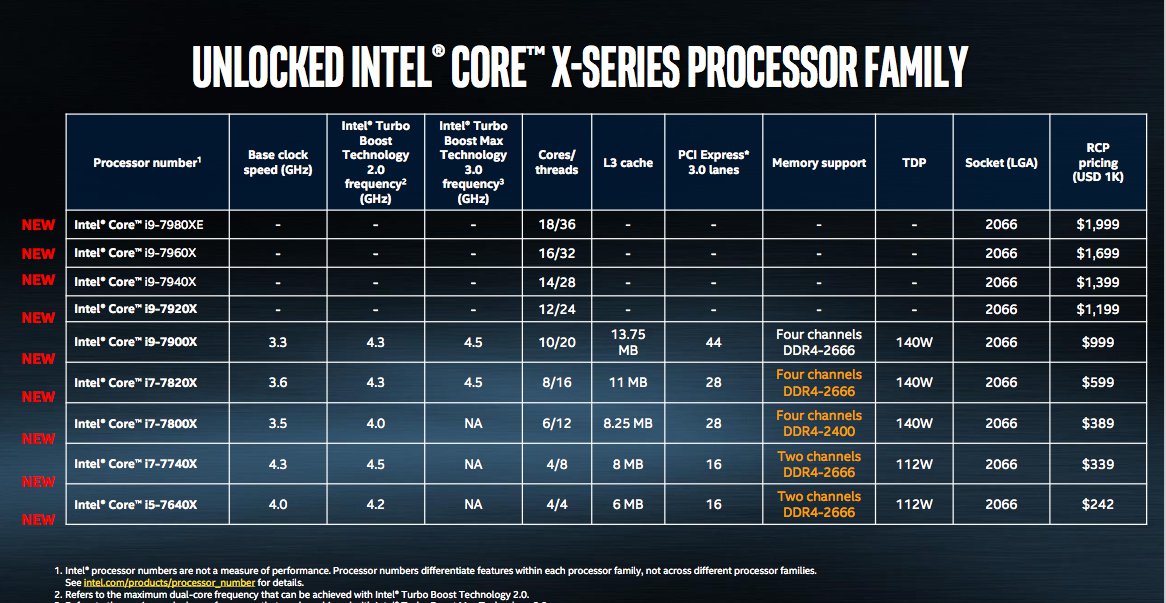 UNLOCKED INTEL® CORE™ X-SERIES PROCESSOR FAMILY
Processor number¹ Base clock speed (GHz) Intel® Turbo Boost Technology 2.0 frequency² (GHz) Intel® Turbo Boost Max Technology 3.0 frequency³ (GHz) Cores/ threads L3 cache PCI Express* 3.0 lanes Memory support TDP Socket (LGA) RCP pricing (USD 1K)
NEW Intel® Core™ i9-7980XE - - - 18/36 - - - - 2066 $1,999
NEW Intel® Core™ i9-7960X - - - 16/32 - - - - 2066 $1,699
NEW Intel® Core™ i9-7940X - - - 14/28 - - - - 2066 $1,399
NEW Intel® Core™ i9-7920X - - - 12/24 - - - - 2066 $1,199
NEW Intel® Core™ i9-7900X 3.3 4.3 4.5 10/20 13.75 MB 44 Four channels DDR4-2666 140W 2066 $999
NEW Intel® Core™ i7-7820X 3.6 4.3 4.5 8/16 11 MB 28 Four channels DDR4-2666 140W 2066 $599
NEW Intel® Core™ i7-7800X 3.5 4.0 NA 6/12 8.25 MB 28 Four channels DDR4-2400 140W 2066 $389
NEW Intel® Core™ i7-7740X 4.3 4.5 NA 4/8 8 MB 16 Two channels DDR4-2666 112W 2066 $339
NEW Intel® Core™ i5-7640X 4.0 4.2 NA 4/4 6 MB 16 Two channels DDR4-2666 112W 2066 $242
1. Intel® processor numbers are not a measure of performance. Processor numbers differentiate features within each processor family, not across different processor families.
See intel.com/products/processor_number for details.
2. Refers to the maximum dual-core frequency that can be achieved with Intel® Turbo Boost Technology 2.0.